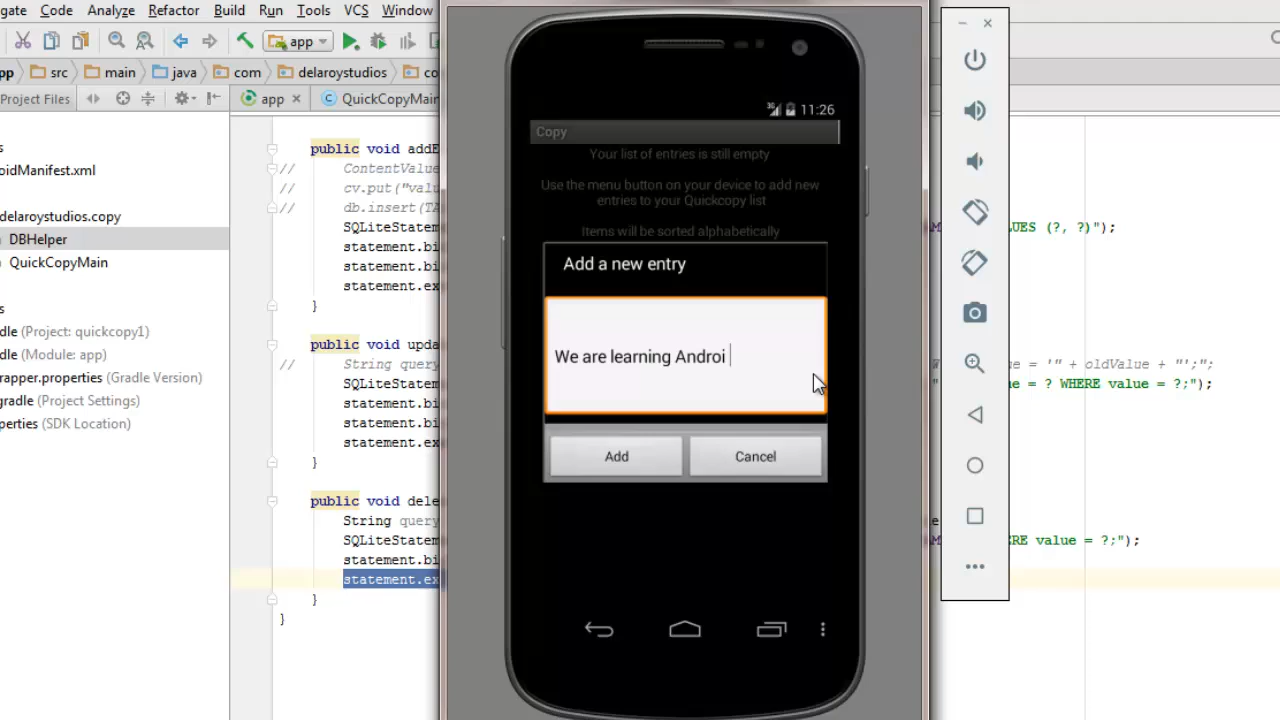 gate Code Analyze Refactor Build Run Tools VCS Window
app
pp src main java com delaroystudios co
Project Files app QuickCopyMain
s
oidManifest.xml
delaroystudios.copy
DBHelper
QuickCopyMain
s
dle (Project: quickcopy1)
dle (Module: app)
rapper.properties (Gradle Version)
gradle (Project Settings)
perties (SDK Location)
public void addE
// ContentValue
// cv.put("valu
// db.insert(TA
SQLiteStatem
statement.bi
statement.bi
statement.ex
}
public void upda
// String query
SQLiteStatem
statement.bi
statement.bi
statement.ex
}
public void dele
String query
SQLiteStatem
statement.bi
statement.ex
}
}
3G 11:26
Copy
Your list of entries is still empty
Use the menu button on your device to add new
entries to your Quickcopy list
Items will be sorted alphabetically
Add a new entry
We are learning Androi
Add Cancel
UES (?, ?)");
= '" + oldValue + "';";
= ? WHERE value = ?;");
e
RE value = ?;");